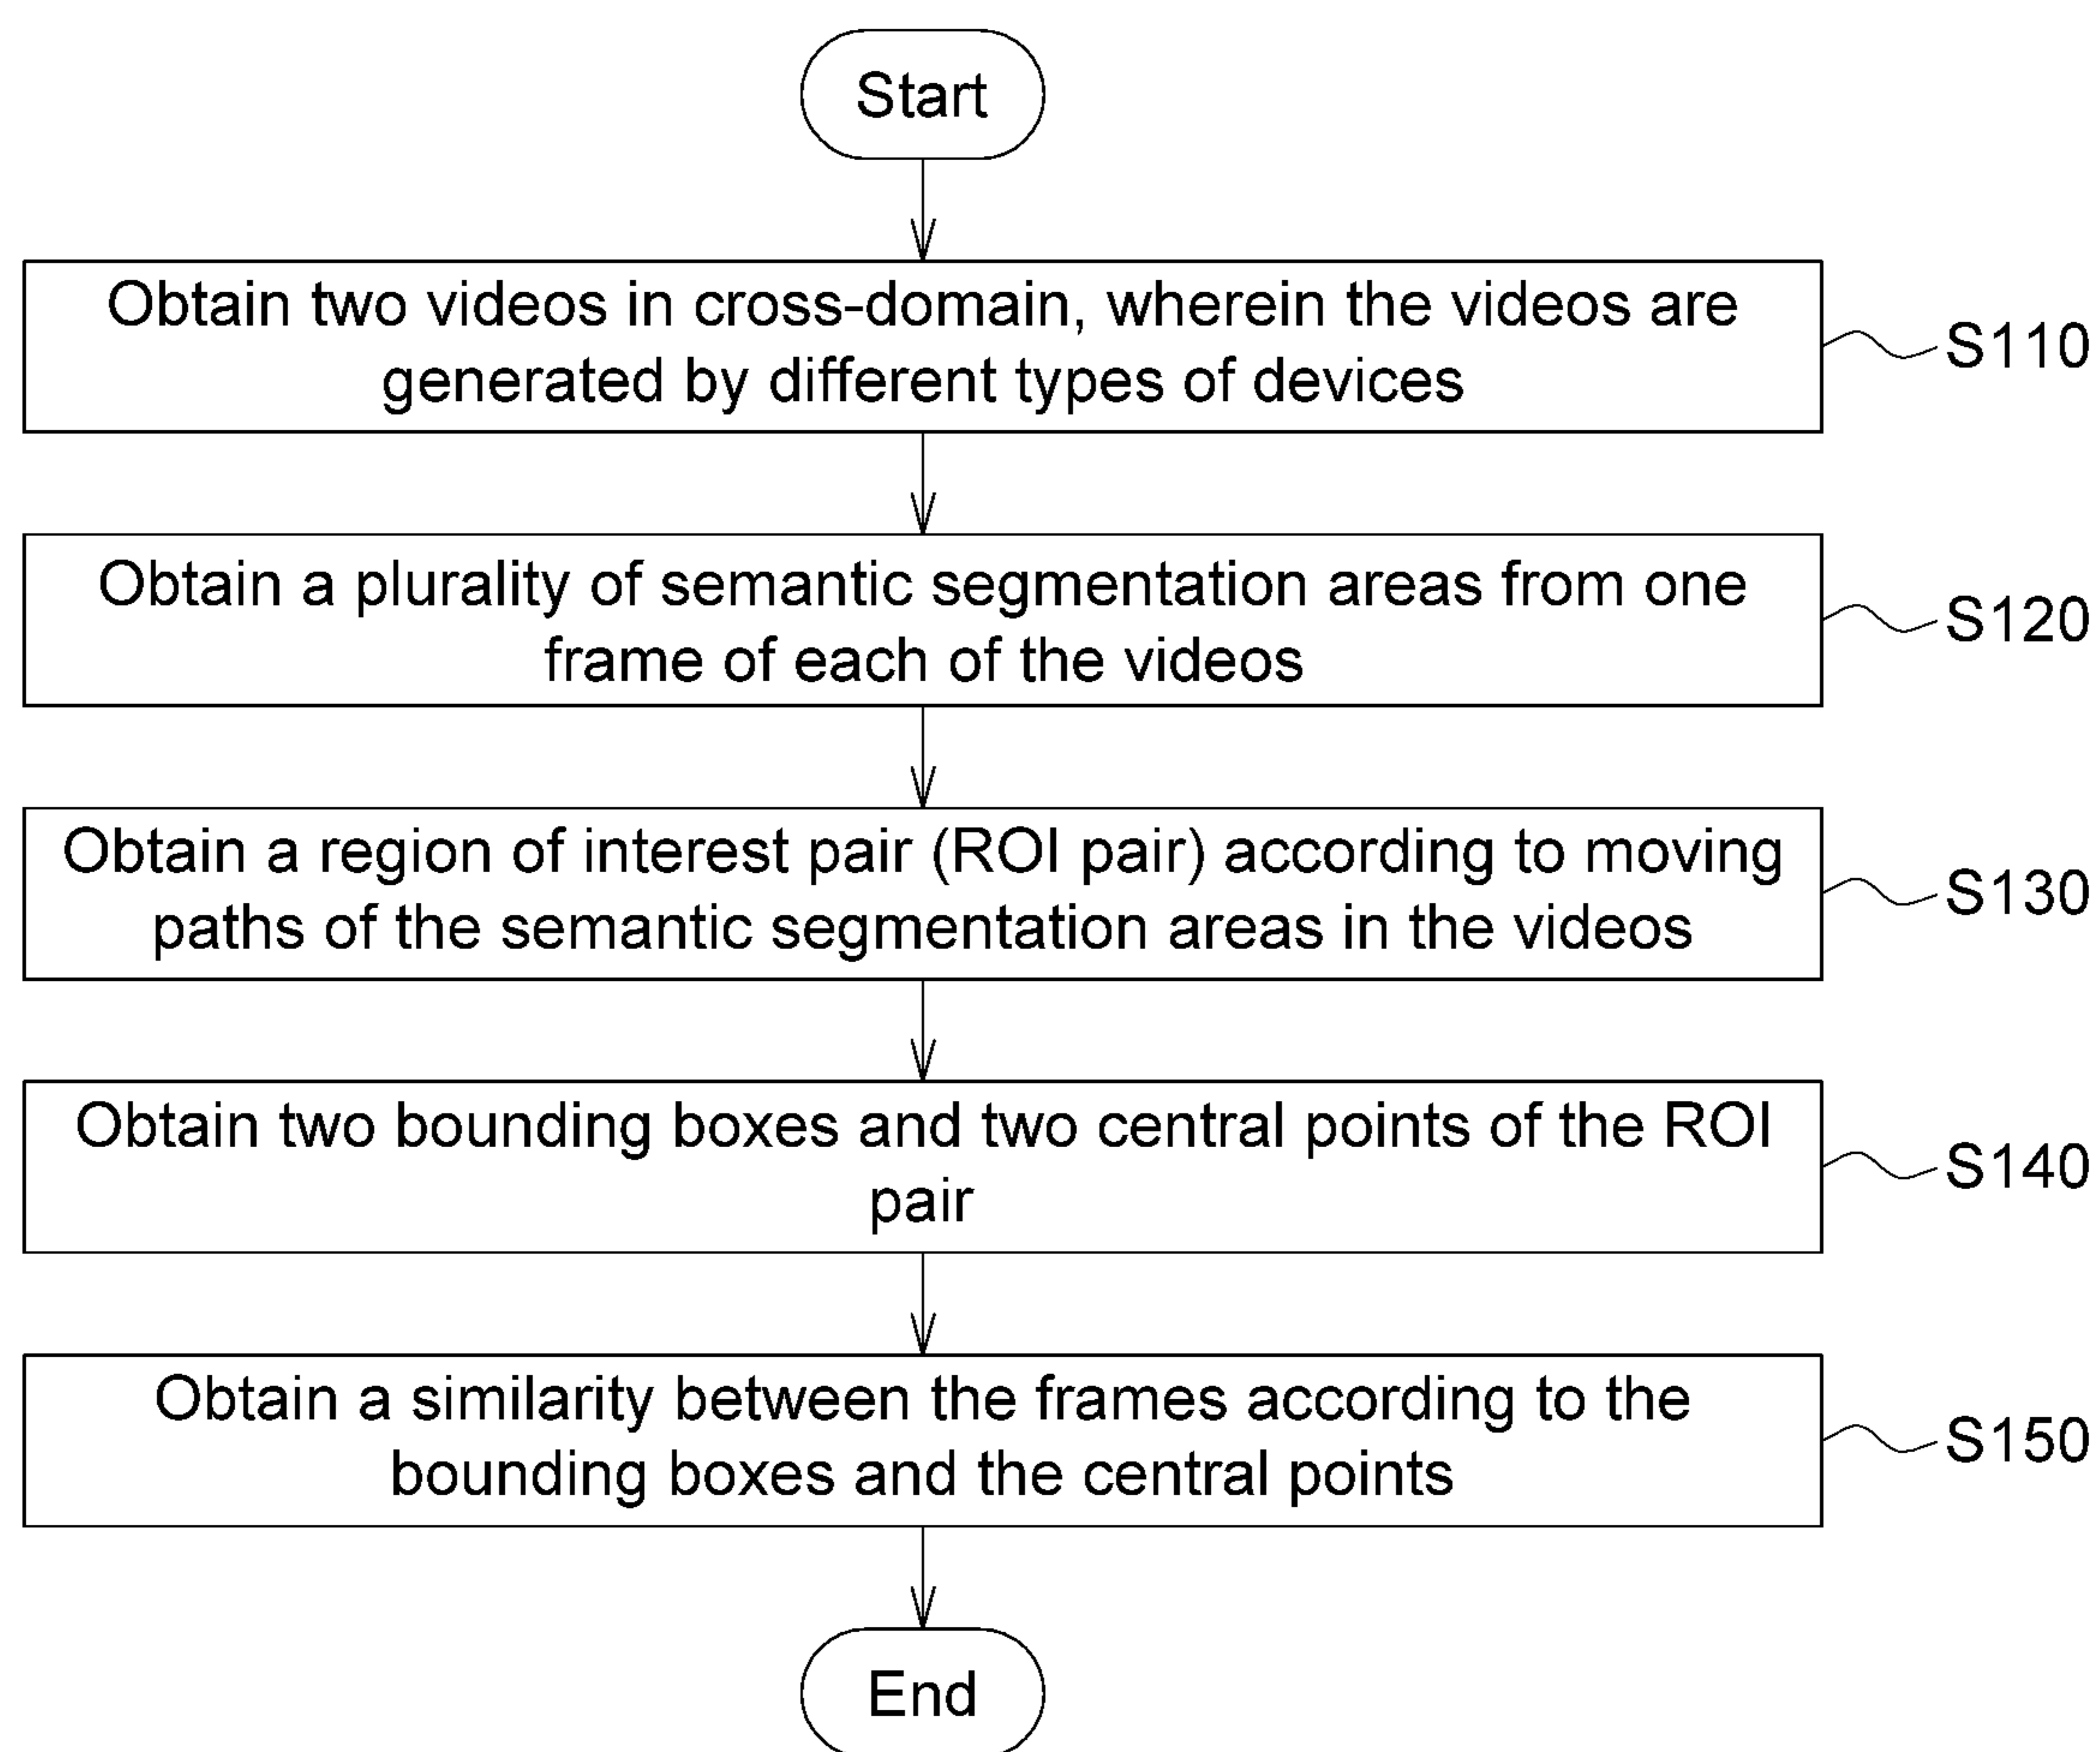 Start
Obtain two videos in cross-domain, wherein the videos are
generated by different types of devices
S110
Obtain a plurality of semantic segmentation areas from one
frame of each of the videos
S120
Obtain a region of interest pair (ROI pair) according to moving
paths of the semantic segmentation areas in the videos
S130
Obtain two bounding boxes and two central points of the ROI
pair
S140
Obtain a similarity between the frames according to the
bounding boxes and the central points
S150
End